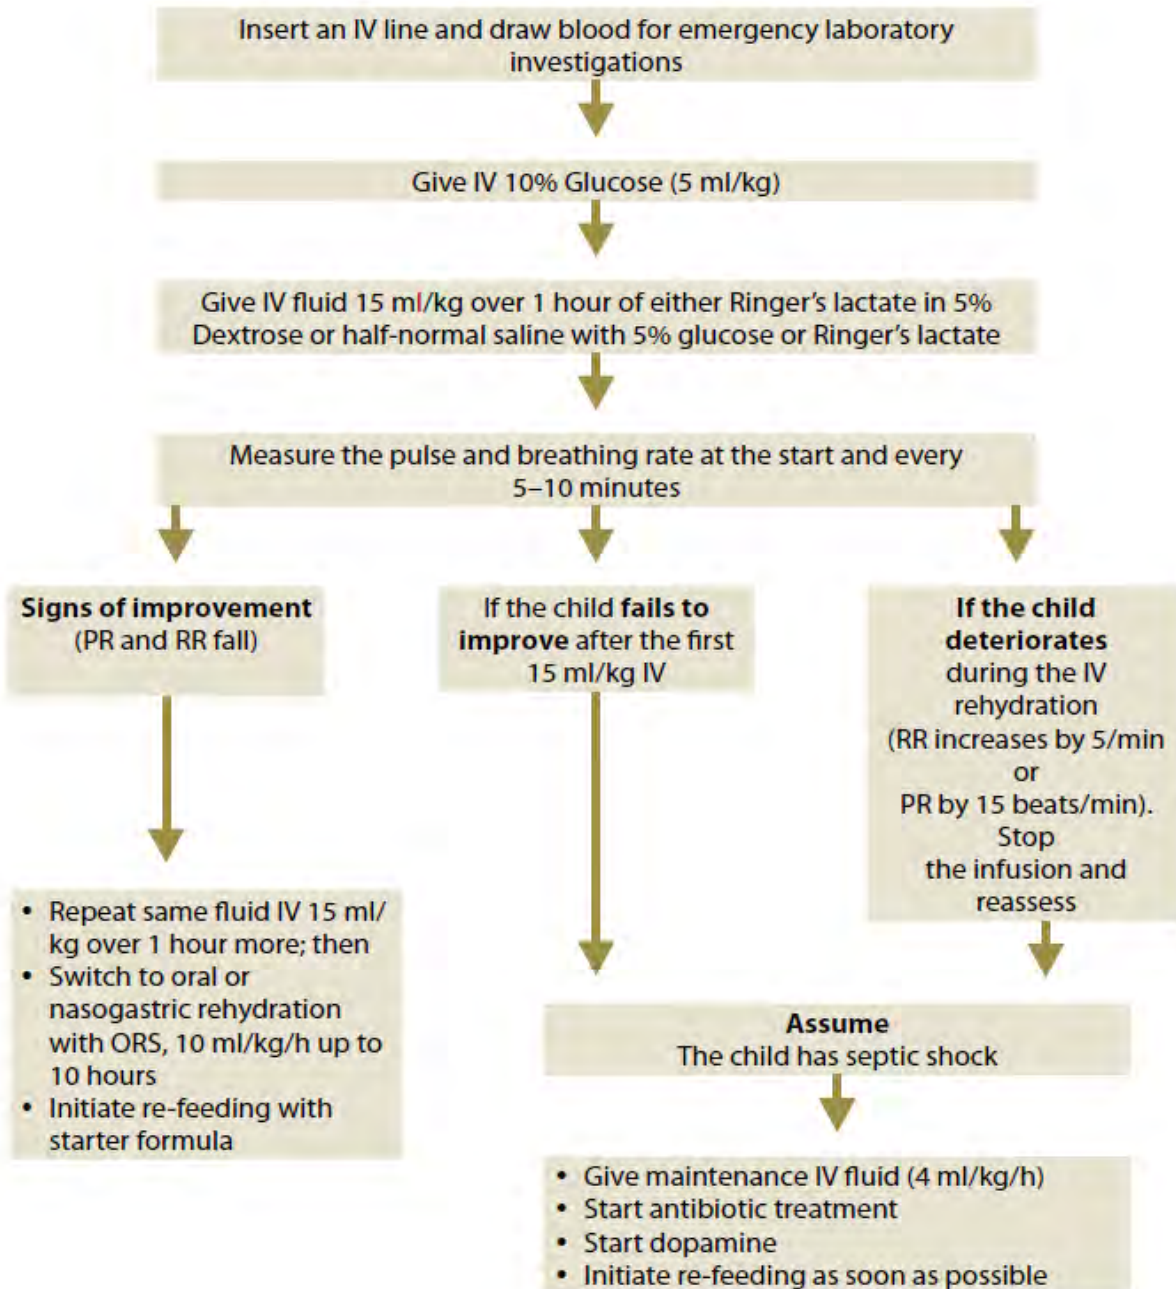 Insert an IV line and draw blood for emergency laboratory
investigations
Give IV 10% Glucose (5 ml/kg)
Give IV fluid 15 ml/kg over 1 hour of either Ringer's lactate in 5%
Dextrose or half-normal saline with 5% glucose or Ringer's lactate
Measure the pulse and breathing rate at the start and every
5–10 minutes
Signs of improvement
(PR and RR fall)
• Repeat same fluid IV 15 ml/
kg over 1 hour more; then
• Switch to oral or
nasogastric rehydration
with ORS, 10 ml/kg/h up to
10 hours
• Initiate re-feeding with
starter formula
If the child fails to
improve after the first
15 ml/kg IV
If the child
deteriorates
during the IV
rehydration
(RR increases by 5/min
or
PR by 15 beats/min).
Stop
the infusion and
reassess
Assume
The child has septic shock
• Give maintenance IV fluid (4 ml/kg/h)
• Start antibiotic treatment
• Start dopamine
• Initiate re-feeding as soon as possible